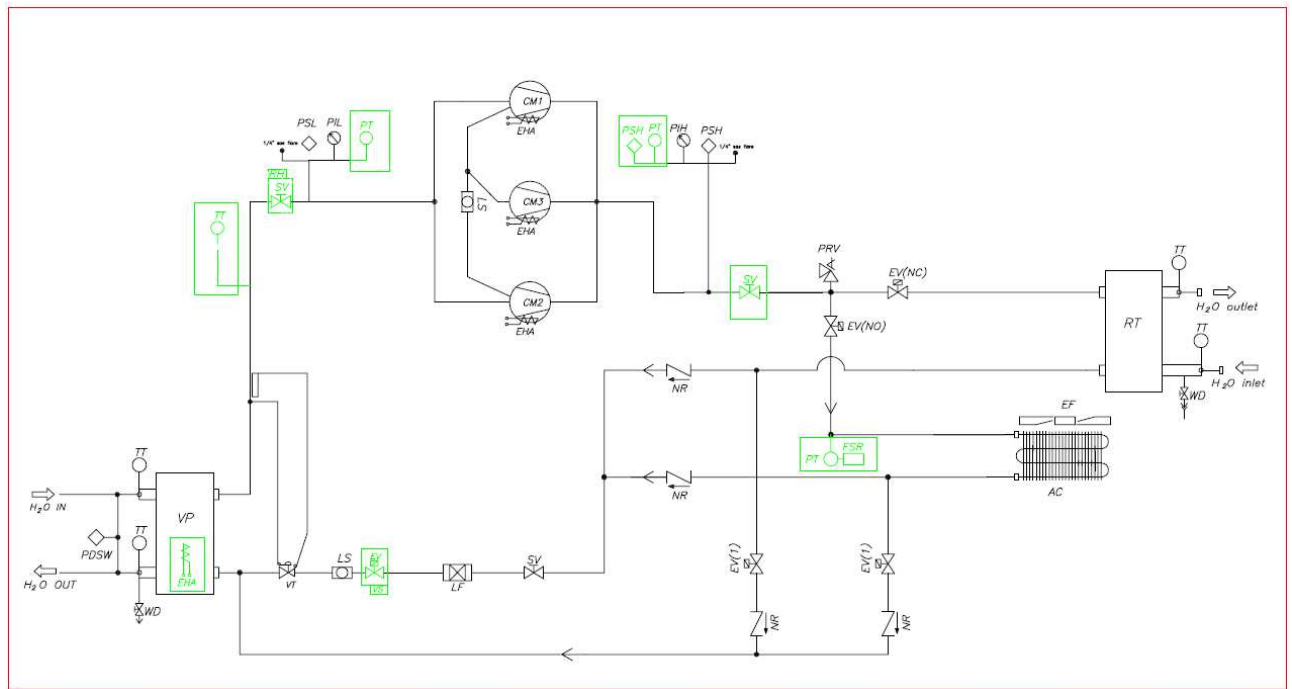 CM1
EHA
PSL
PIL
PT
1/4" sae flare
PSH
PT
PIH
PSH
1/4" sae flare
RH
SV
LS
CM3
EHA
TT
CM2
EHA
SV
PRV
EV(NC)
EV(NO)
TT
H₂O outlet
RT
TT
H₂O inlet
WD
NR
EF
PT
FSR
AC
NR
TT
H₂O IN
VP
PDSW
TT
H₂O OUT
EHA
WD
VT
LS
EV
VS
LF
SV
EV(1)
EV(1)
NR
NR